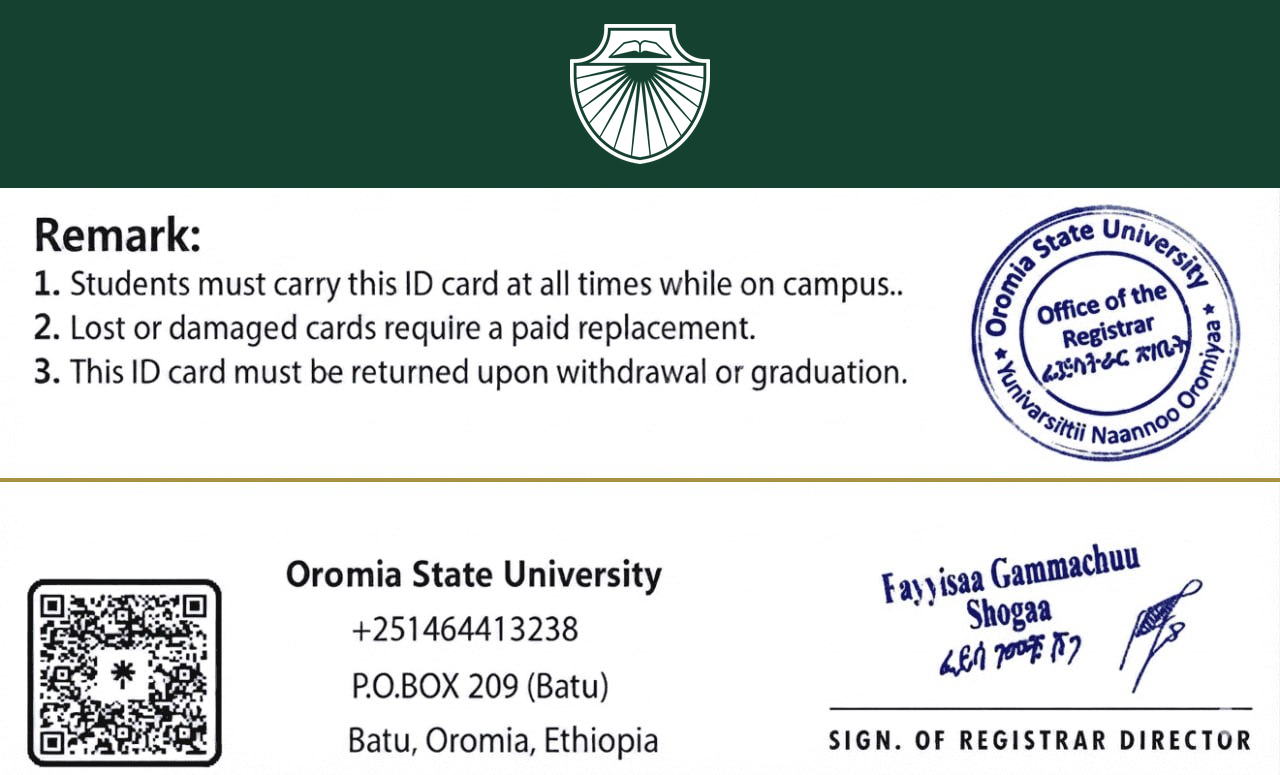 Remark:
1. Students must carry this ID card at all times while on campus..
2. Lost or damaged cards require a paid replacement.
3. This ID card must be returned upon withdrawal or graduation.
Oromia State University
Office of the
Registrar
Yunivarsittii Naannoo Oromiyaa
Oromia State University
+251464413238
P.O.BOX 209 (Batu)
Batu, Oromia, Ethiopia
Fayyisaa Gammachuu
Shogaa
SIGN. OF REGISTRAR DIRECTOR